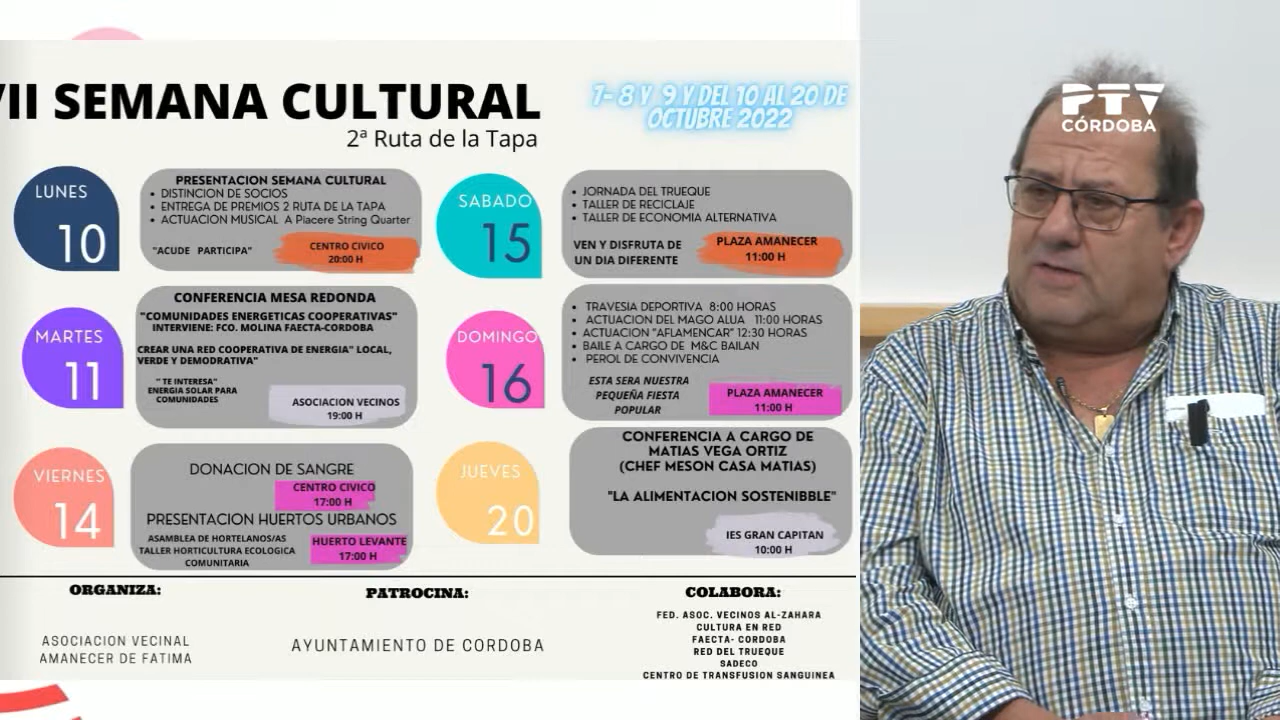 VII SEMANA CULTURAL
2ª Ruta de la Tapa
7- 8 Y 9 Y DEL 10 AL 20 DE
OCTUBRE 2022
LUNES
10
PRESENTACION SEMANA CULTURAL
• DISTINCION DE SOCIOS
• ENTREGA DE PREMIOS 2 RUTA DE LA TAPA
• ACTUACION MUSICAL A Piacere String Quarter
"ACUDE PARTICIPA"
CENTRO CIVICO
20:00 H
MARTES
11
CONFERENCIA MESA REDONDA
"COMUNIDADES ENERGETICAS COOPERATIVAS"
INTERVIENE: FCO. MOLINA FAECTA-CORDOBA
CREAR UNA RED COOPERATIVA DE ENERGIA" LOCAL,
VERDE Y DEMODRATIVA"
" TE INTERESA"
ENERGIA SOLAR PARA
COMUNIDADES
ASOCIACION VECINOS
19:00 H
VIERNES
14
DONACION DE SANGRE
CENTRO CIVICO
17:00 H
PRESENTACION HUERTOS URBANOS
ASAMBLEA DE HORTELANOS/AS
TALLER HORTICULTURA ECOLOGICA
COMUNITARIA
HUERTO LEVANTE
17:00 H
SABADO
15
• JORNADA DEL TRUEQUE
• TALLER DE RECICLAJE
• TALLER DE ECONOMIA ALTERNATIVA
VEN Y DISFRUTA DE
UN DIA DIFERENTE
PLAZA AMANECER
11:00 H
DOMINGO
16
• TRAVESIA DEPORTIVA 8:00 HORAS
• ACTUACION DEL MAGO ALUA 11:00 HORAS
• ACTUACION "AFLAMENCAR" 12:30 HORAS
• BAILE A CARGO DE M&C BAILAN
• PEROL DE CONVIVENCIA
ESTA SERA NUESTRA
PEQUEÑA FIESTA
POPULAR
PLAZA AMANECER
11:00 H
JUEVES
20
CONFERENCIA A CARGO DE
MATIAS VEGA ORTIZ
(CHEF MESON CASA MATIAS)
"LA ALIMENTACION SOSTENIBBLE"
IES GRAN CAPITAN
10:00 H
ORGANIZA:
ASOCIACION VECINAL
AMANECER DE FATIMA
PATROCINA:
AYUNTAMIENTO DE CORDOBA
COLABORA:
FED. ASOC. VECINOS AL-ZAHARA
CULTURA EN RED
FAECTA- CORDOBA
RED DEL TRUEQUE
SADECO
CENTRO DE TRANSFUSION SANGUINEA
PTV
CÓRDOBA